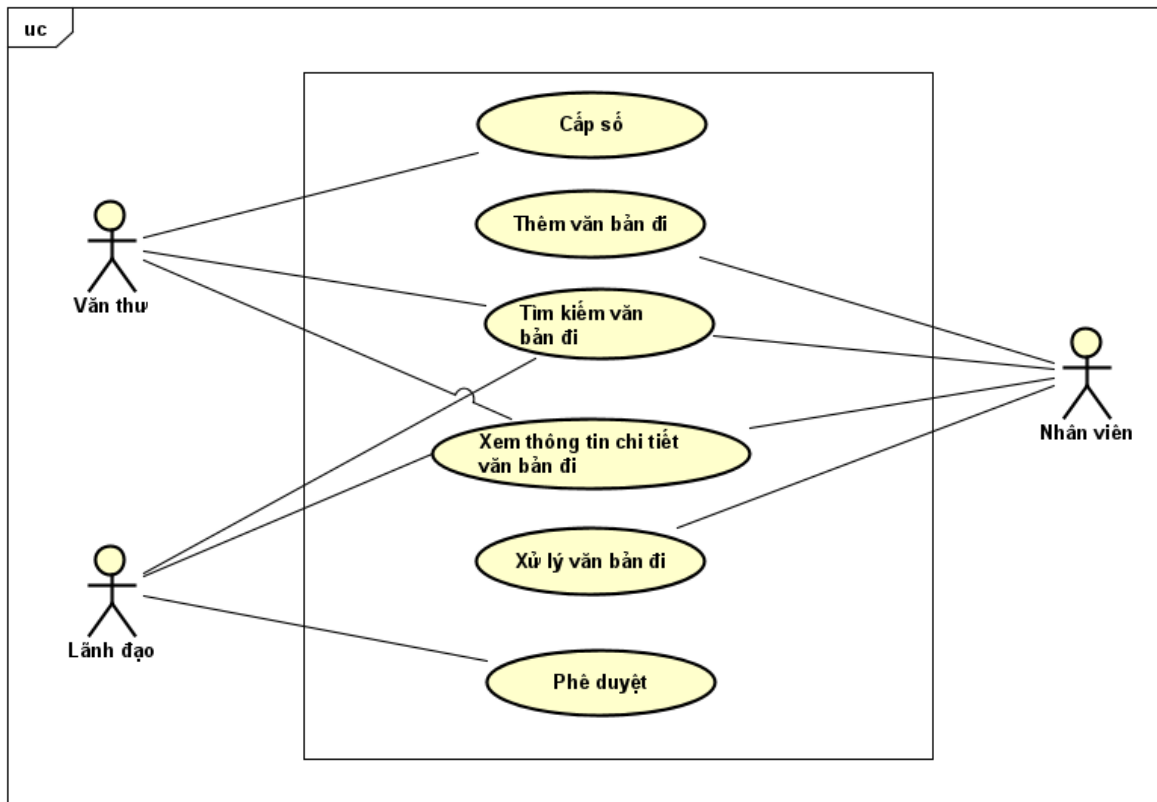 uc
Cấp số
Thêm văn bản đi
Văn thư
Tìm kiếm văn
bản đi
Nhân viên
Xem thông tin chi tiết
văn bản đi
Xử lý văn bản đi
Lãnh đạo
Phê duyệt